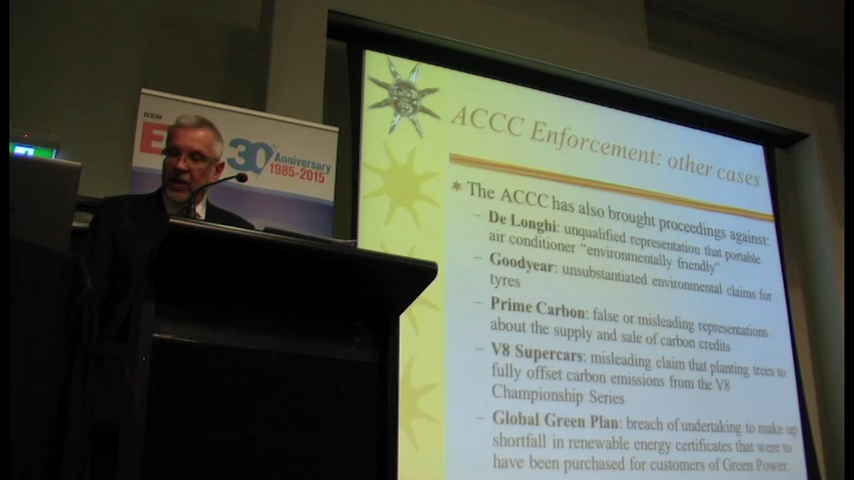 NSW
30
Anniversary
1985-2015
ACCC Enforcement: other cases
The ACCC has also brought proceedings against:
– De Longhi: unqualified representation that portable
air conditioner "environmentally friendly"
– Goodyear: unsubstantiated environmental claims for
tyres
– Prime Carbon: false or misleading representations
about the supply and sale of carbon credits
– V8 Supercars: misleading claim that planting trees to
fully offset carbon emissions from the V8
Championship Series
– Global Green Plan: breach of undertaking to make up
shortfall in renewable energy certificates that were to
have been purchased for customers of Green Power.